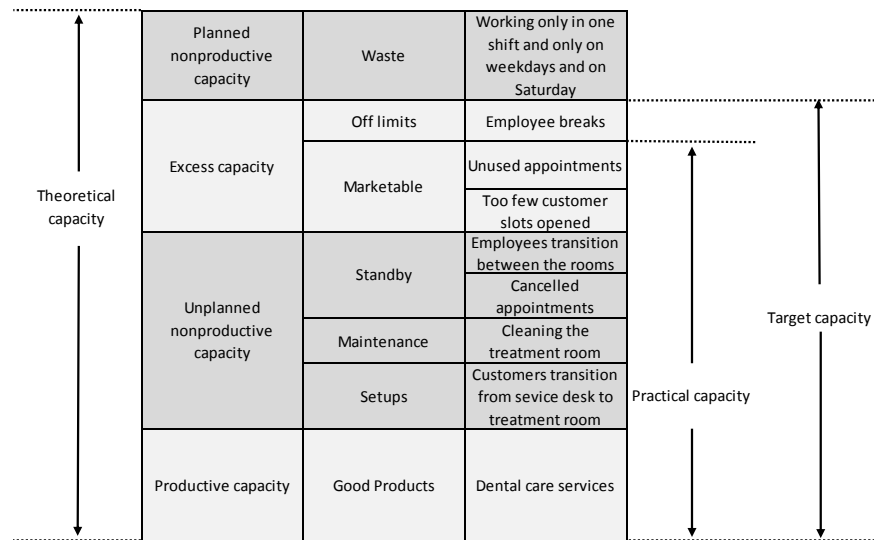 Planned
nonproductive
capacity
Waste
Working only in one
shift and only on
weekdays and on
Saturday
Off limits
Employee breaks
Excess capacity
Marketable
Unused appointments
Too few customer
slots opened
Theoretical
capacity
Unplanned
nonproductive
capacity
Standby
Employees transition
between the rooms
Cancelled
appointments
Maintenance
Cleaning the
treatment room
Setups
Customers transition
from sevice desk to
treatment room
Target capacity
Practical capacity
Productive capacity
Good Products
Dental care services